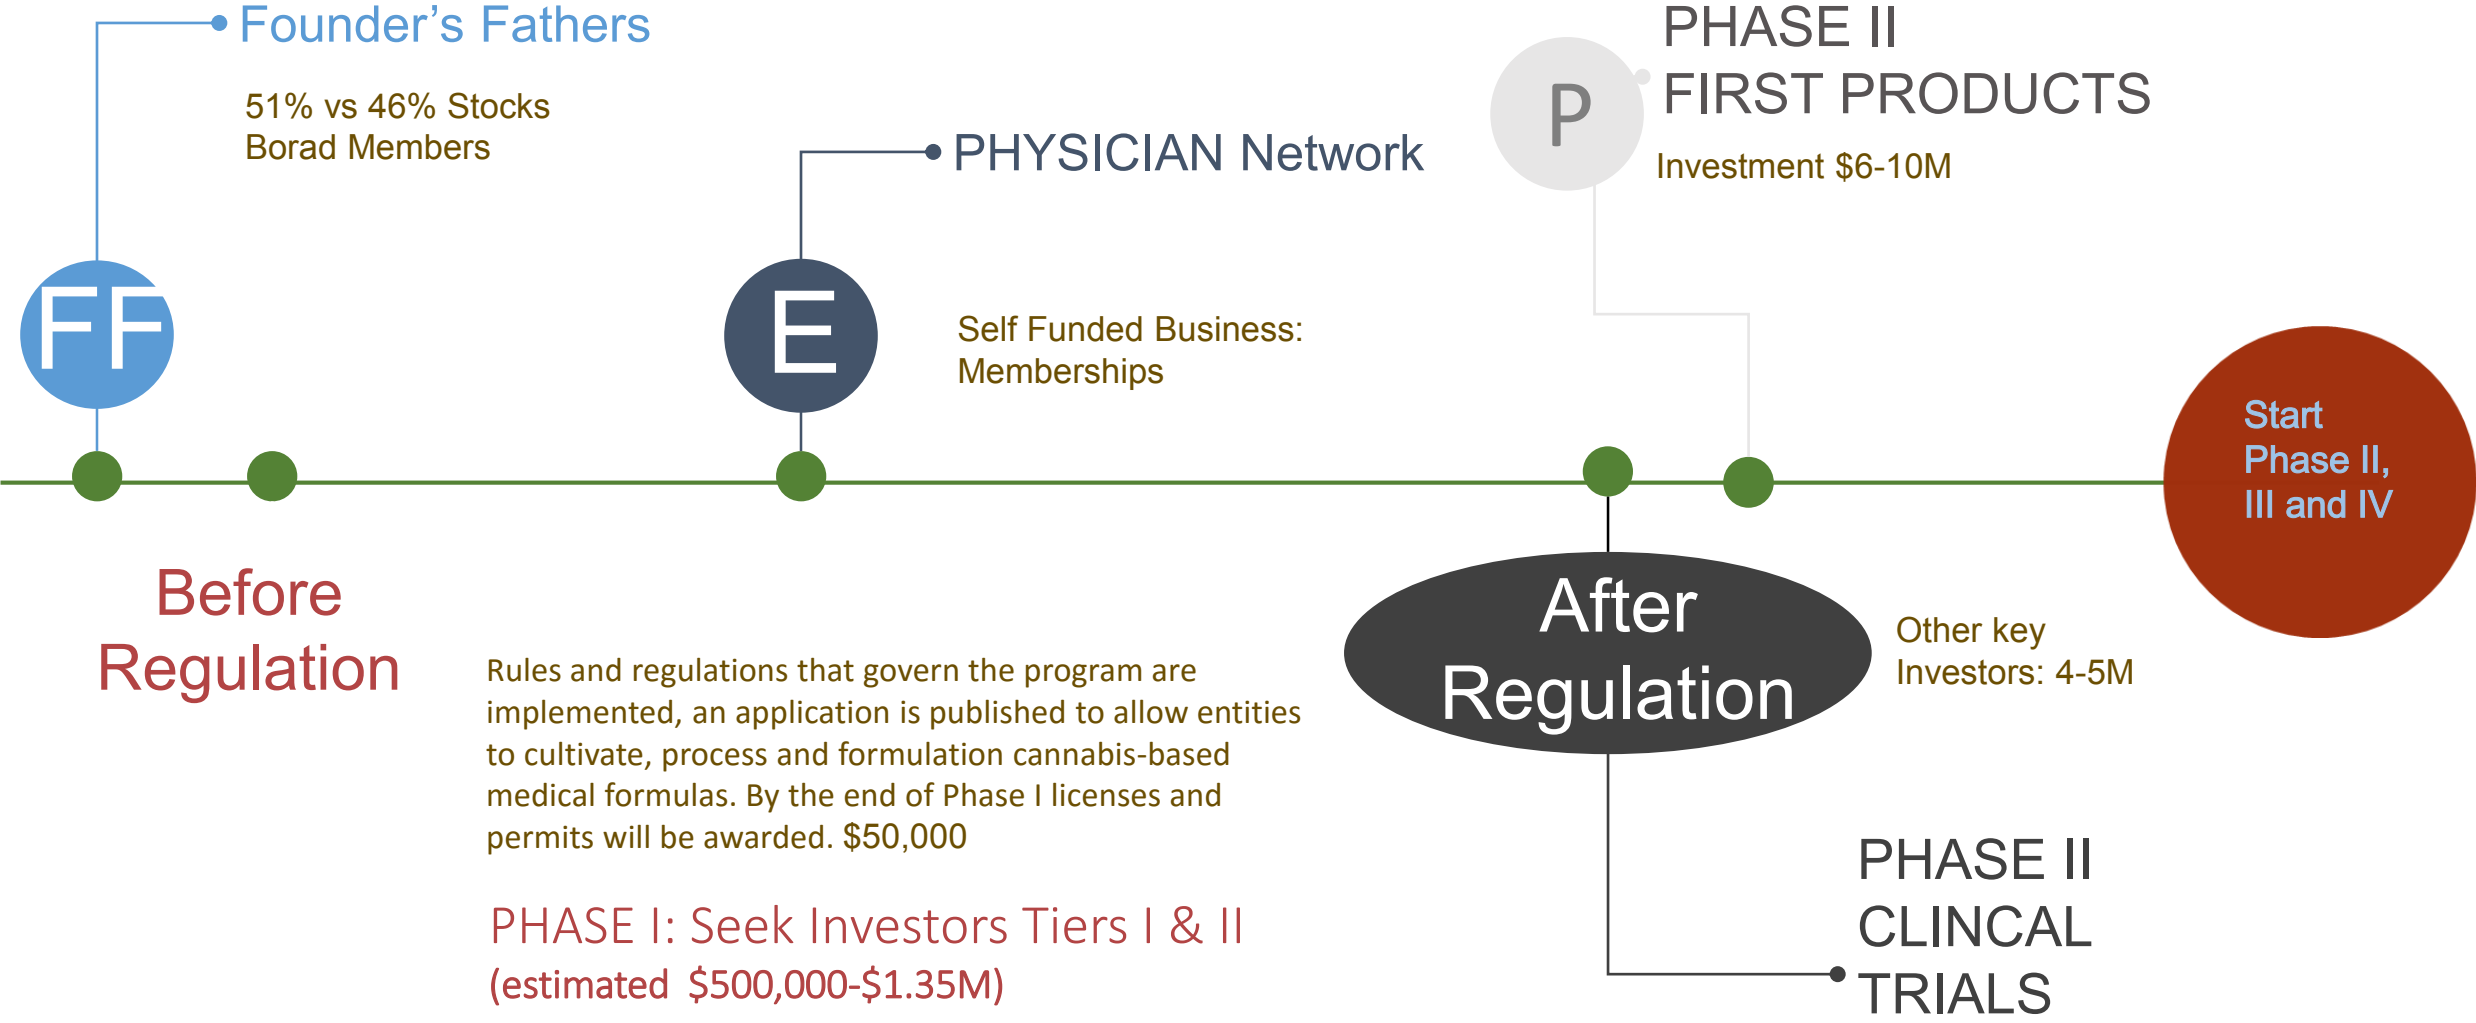 Founder's Fathers
51% vs 46% Stocks
Borad Members
FF
PHYSICIAN Network
E
Self Funded Business:
Memberships
P
PHASE II
FIRST PRODUCTS
Investment $6-10M
Start
Phase II,
III and IV
Before
Regulation
Rules and regulations that govern the program are
implemented, an application is published to allow entities
to cultivate, process and formulation cannabis-based
medical formulas. By the end of Phase I licenses and
permits will be awarded. $50,000
PHASE I: Seek Investors Tiers I & II
(estimated $500,000-$1.35M)
After
Regulation
Other key
Investors: 4-5M
PHASE II
CLINCAL
TRIALS